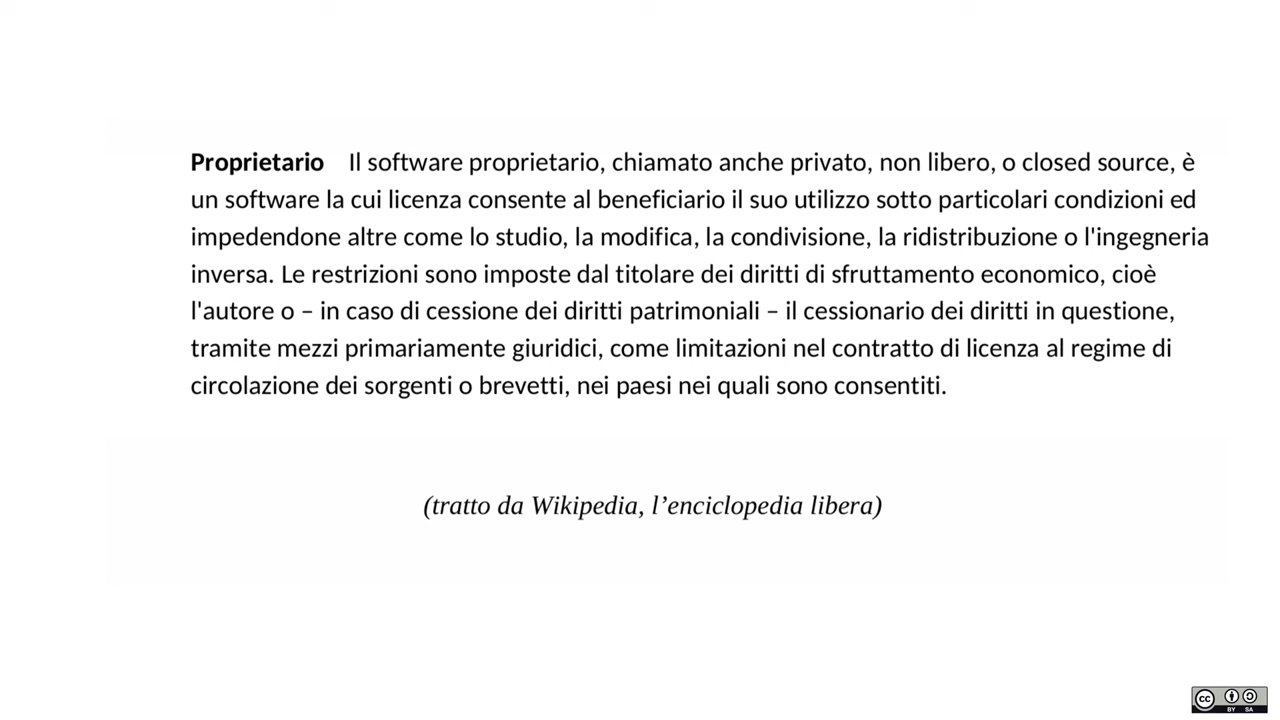 Proprietario Il software proprietario, chiamato anche privato, non libero, o closed source, è
un software la cui licenza consente al beneficiario il suo utilizzo sotto particolari condizioni ed
impedendone altre come lo studio, la modifica, la condivisione, la ridistribuzione o l'ingegneria
inversa. Le restrizioni sono imposte dal titolare dei diritti di sfruttamento economico, cioè
l'autore o – in caso di cessione dei diritti patrimoniali – il cessionario dei diritti in questione,
tramite mezzi primariamente giuridici, come limitazioni nel contratto di licenza al regime di
circolazione dei sorgenti o brevetti, nei paesi nei quali sono consentiti.
(tratto da Wikipedia, l’enciclopedia libera)
cc BY SA